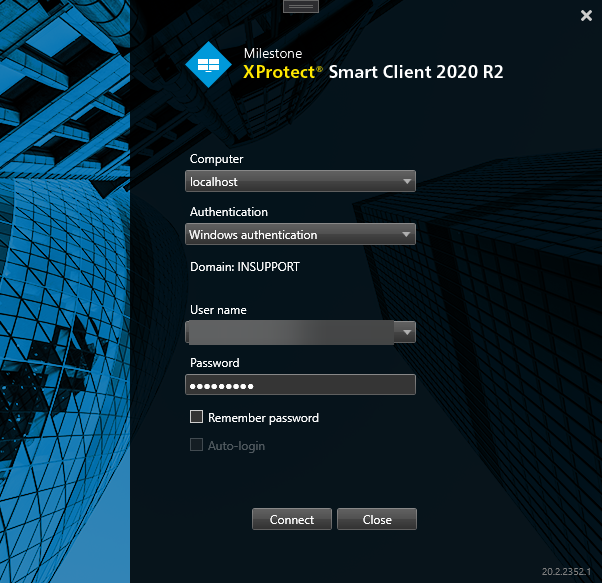 Milestone
XProtect® Smart Client 2020 R2
Computer
localhost
Authentication
Windows authentication
Domain: INSUPPORT
User name
Password
Remember password
Auto-login
Connect
Close
20.2.2352.1